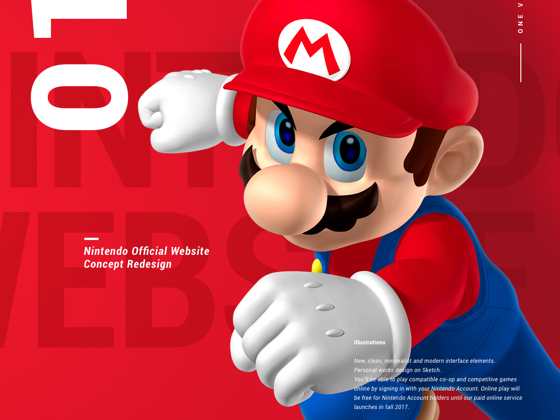 01
ONE V
M
NINTENDO
WEBSITE
Nintendo Official Website
Concept Redesign
Illustrations
New, clean, minimalist and modern interface elements.
Personal works design on Sketch.
You'll be able to play compatible co-op and competitive games
online by signing in with your Nintendo Account. Online play will
be free for Nintendo Account holders until our paid online service
launches in fall 2017.